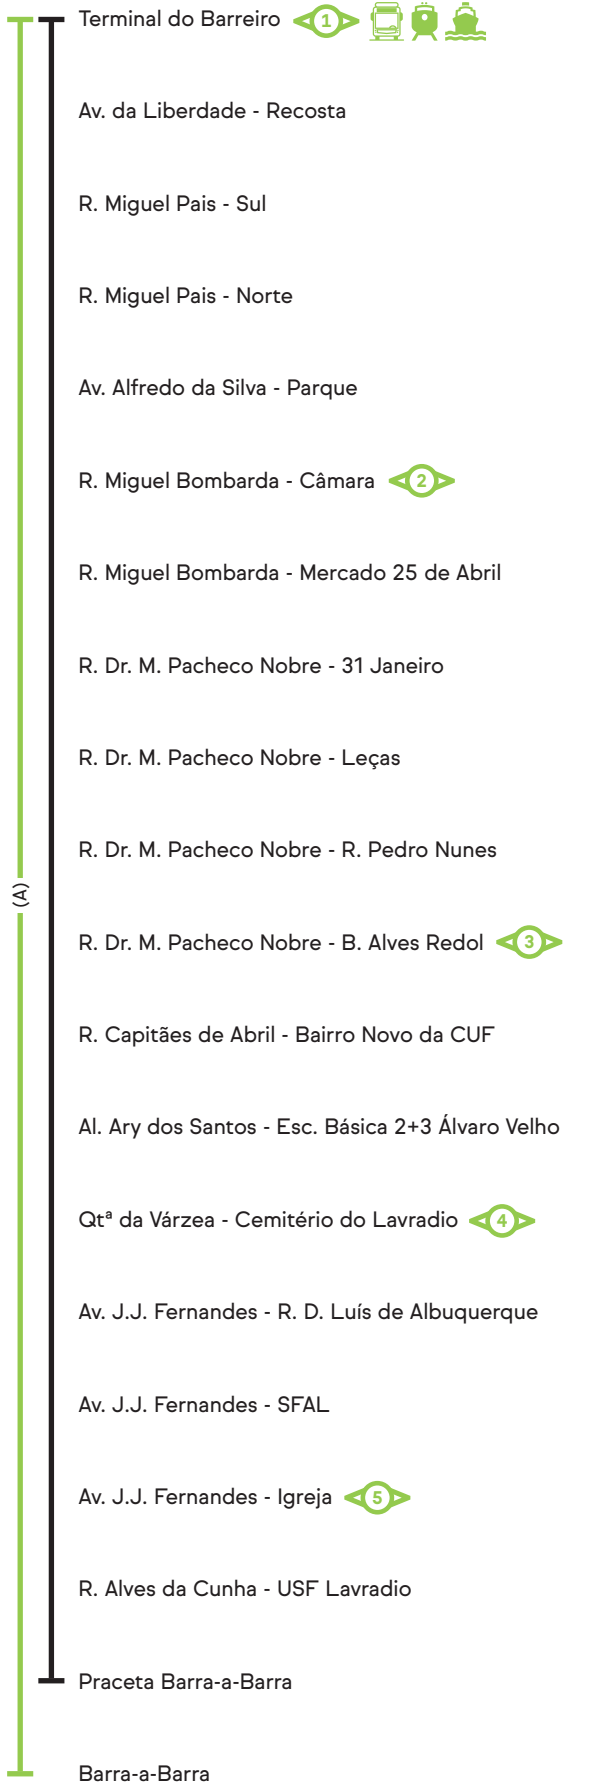 Terminal do Barreiro 1
Av. da Liberdade - Recosta
R. Miguel Pais - Sul
R. Miguel Pais - Norte
Av. Alfredo da Silva - Parque
R. Miguel Bombarda - Câmara 2
R. Miguel Bombarda - Mercado 25 de Abril
R. Dr. M. Pacheco Nobre - 31 Janeiro
R. Dr. M. Pacheco Nobre - Leças
R. Dr. M. Pacheco Nobre - R. Pedro Nunes
(A)
R. Dr. M. Pacheco Nobre - B. Alves Redol 3
R. Capitães de Abril - Bairro Novo da CUF
Al. Ary dos Santos - Esc. Básica 2+3 Álvaro Velho
Qtª da Várzea - Cemitério do Lavradio 4
Av. J.J. Fernandes - R. D. Luís de Albuquerque
Av. J.J. Fernandes - SFAL
Av. J.J. Fernandes - Igreja 5
R. Alves da Cunha - USF Lavradio
Praceta Barra-a-Barra
Barra-a-Barra